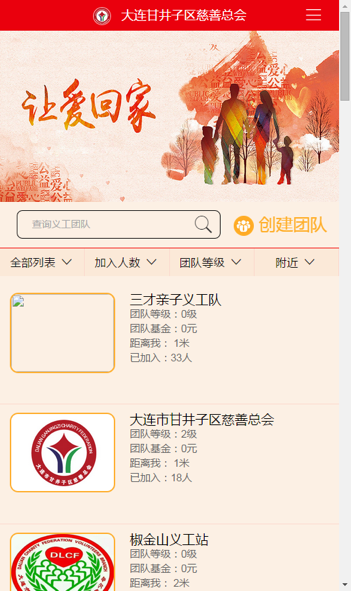 大连甘井子区慈善总会
让爱回家
查询义工团队
创建团队
全部列表
加入人数
团队等级
附近
三才亲子义工队
团队等级：0级
团队基金：0元
距离我： 1米
已加入：33人
大连市甘井子区慈善总会
团队等级：2级
团队基金：0元
距离我： 1米
已加入：18人
DLCF
椒金山义工站
团队等级：0级
团队基金：0元
距离我： 2米